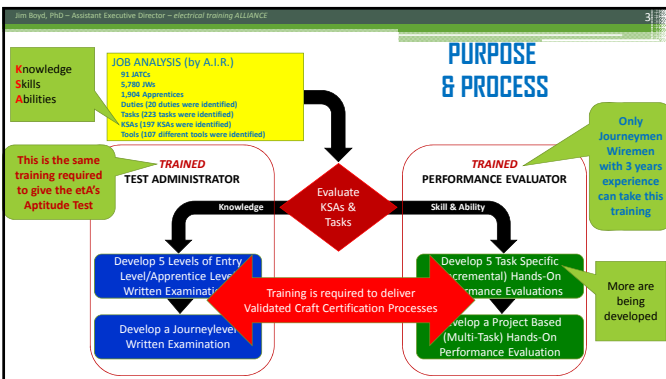 Jim Boyd, PhD – Assistant Executive Director – electrical training ALLIANCE
3
PURPOSE
& PROCESS
Knowledge
Skills
Abilities
JOB ANALYSIS (by A.I.R.)
91 JATCs
5,780 JWs
1,904 Apprentices
Duties (20 duties were identified)
Tasks (223 tasks were identified)
KSAs (197 KSAs were identified)
Tools (107 different tools were identified)
This is the same
training required
to give the etA's
Aptitude Test
TRAINED
TEST ADMINISTRATOR
TRAINED
PERFORMANCE EVALUATOR
Only
Journeymen
Wiremen
with 3 years
experience
can take this
training
Evaluate
KSAs &
Tasks
Knowledge
Skill & Ability
Develop 5 Levels of Entry
Level/Apprentice Level
Written Examination
Develop a Journeylevel
Written Examination
Training is required to deliver
Validated Craft Certification Processes
Develop 5 Task Specific
(Incremental) Hands-On
Performance Evaluations
Develop a Project Based
(Multi-Task) Hands-On
Performance Evaluation
More are
being
developed